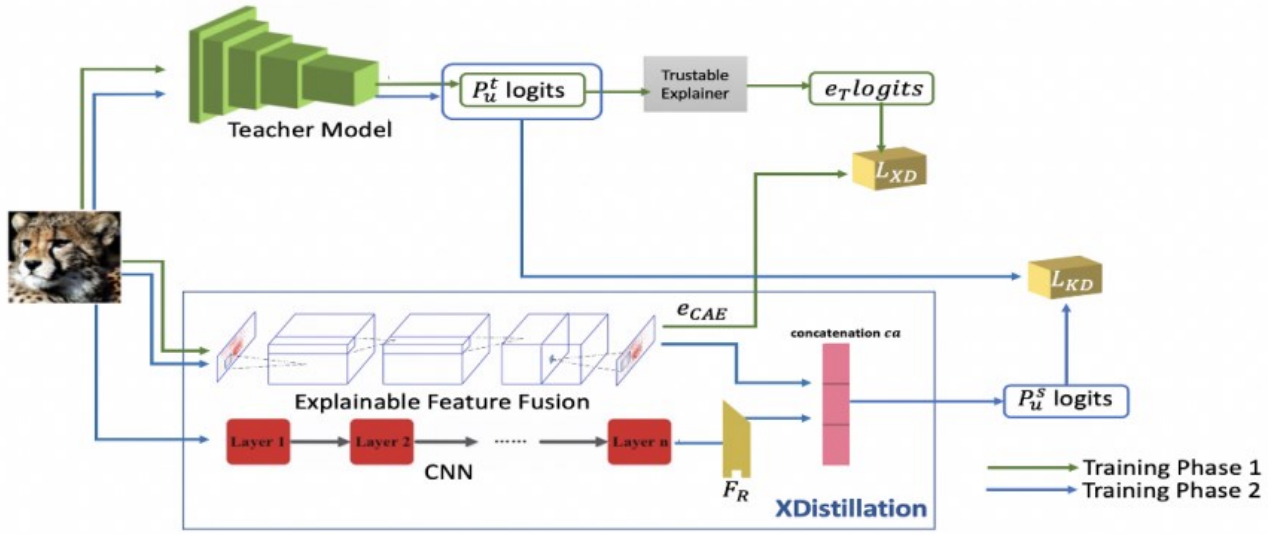 P_u^t logits
Trustable
Explainer
e_T logits
Teacher Model
L_XD
L_KD
e_CAE
concatenation ca
Explainable Feature Fusion
P_u^s logits
Layer 1
Layer 2
......
Layer n
CNN
F_R
Training Phase 1
Training Phase 2
XDistillation